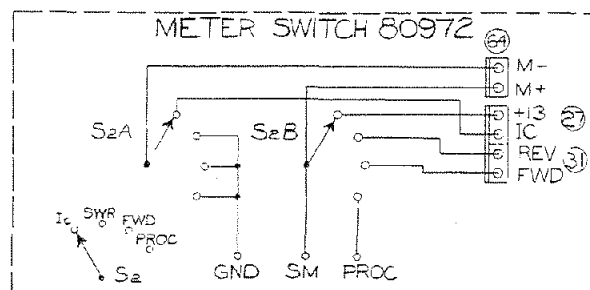 METER SWITCH 80972
64
M-
M+
+13 27
S2A S2B IC
REV 31
FWD
Ic SWR FWD PROC
S2 GND SM PROC